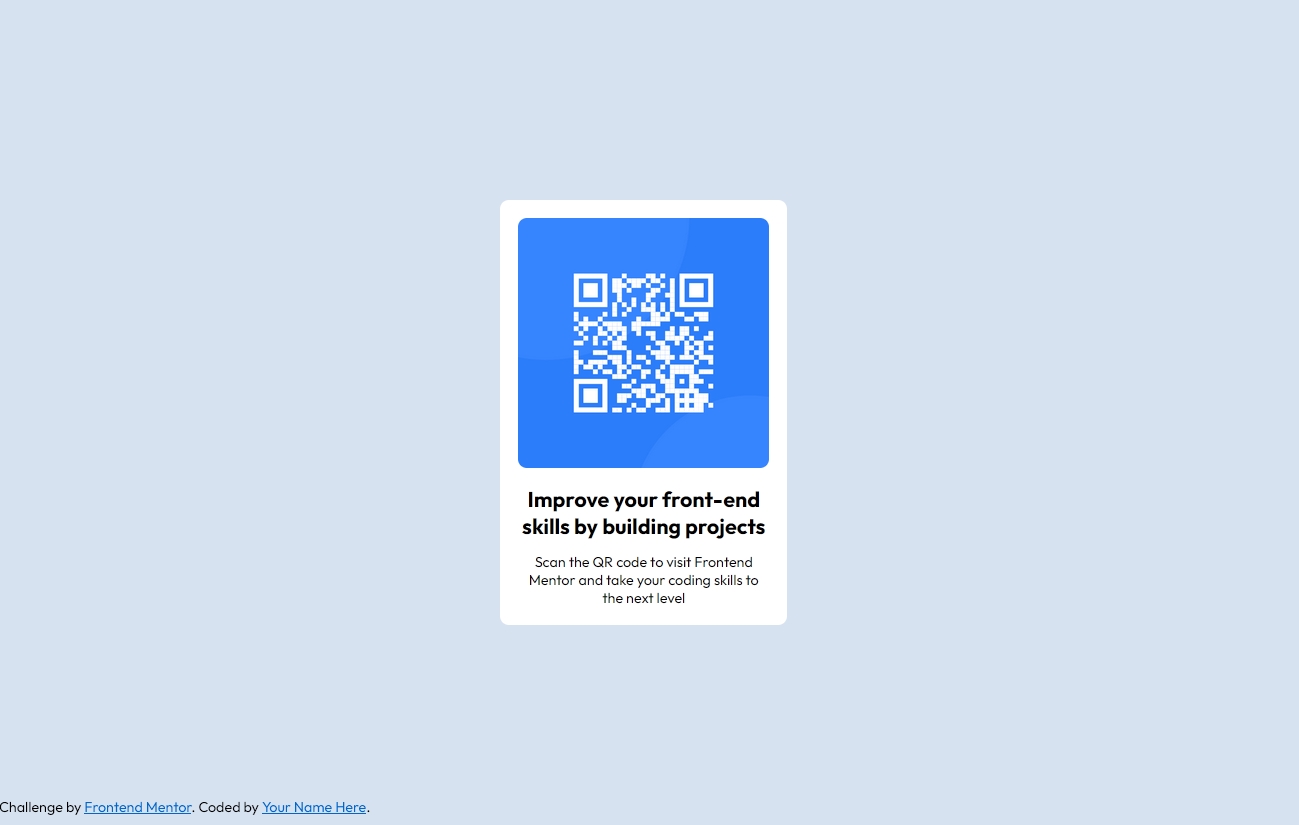 Improve your front-end
skills by building projects
Scan the QR code to visit Frontend
Mentor and take your coding skills to
the next level
Challenge by Frontend Mentor. Coded by Your Name Here.